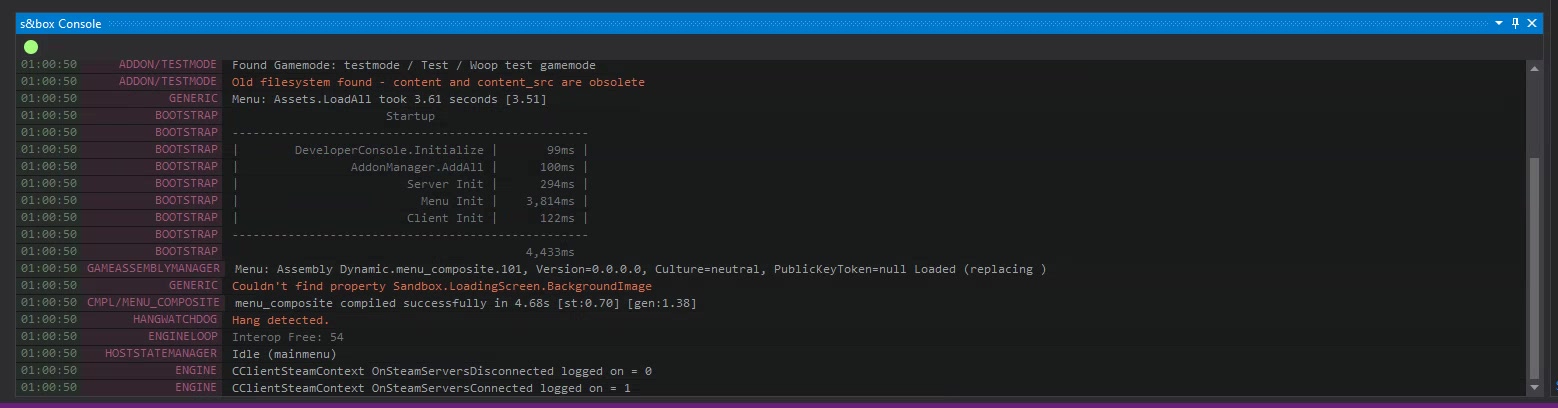 s&box Console
01:00:50 ADDON/TESTMODE Found Gamemode: testmode / Test / Woop test gamemode
01:00:50 ADDON/TESTMODE Old filesystem found - content and content_src are obsolete
01:00:50 GENERIC Menu: Assets.LoadAll took 3.61 seconds [3.51]
01:00:50 BOOTSTRAP Startup
01:00:50 BOOTSTRAP ---------------------------------------------------
01:00:50 BOOTSTRAP | DeveloperConsole.Initialize | 99ms |
01:00:50 BOOTSTRAP | AddonManager.AddAll | 100ms |
01:00:50 BOOTSTRAP | Server Init | 294ms |
01:00:50 BOOTSTRAP | Menu Init | 3,814ms |
01:00:50 BOOTSTRAP | Client Init | 122ms |
01:00:50 BOOTSTRAP ---------------------------------------------------
01:00:50 BOOTSTRAP 4,433ms
01:00:50 GAMEASSEMBLYMANAGER Menu: Assembly Dynamic.menu_composite.101, Version=0.0.0.0, Culture=neutral, PublicKeyToken=null Loaded (replacing )
01:00:50 GENERIC Couldn't find property Sandbox.LoadingScreen.BackgroundImage
01:00:50 CMPL/MENU_COMPOSITE menu_composite compiled successfully in 4.68s [st:0.70] [gen:1.38]
01:00:50 HANGWATCHDOG Hang detected.
01:00:50 ENGINELOOP Interop Free: 54
01:00:50 HOSTSTATEMANAGER Idle (mainmenu)
01:00:50 ENGINE CClientSteamContext OnSteamServersDisconnected logged on = 0
01:00:50 ENGINE CClientSteamContext OnSteamServersConnected logged on = 1